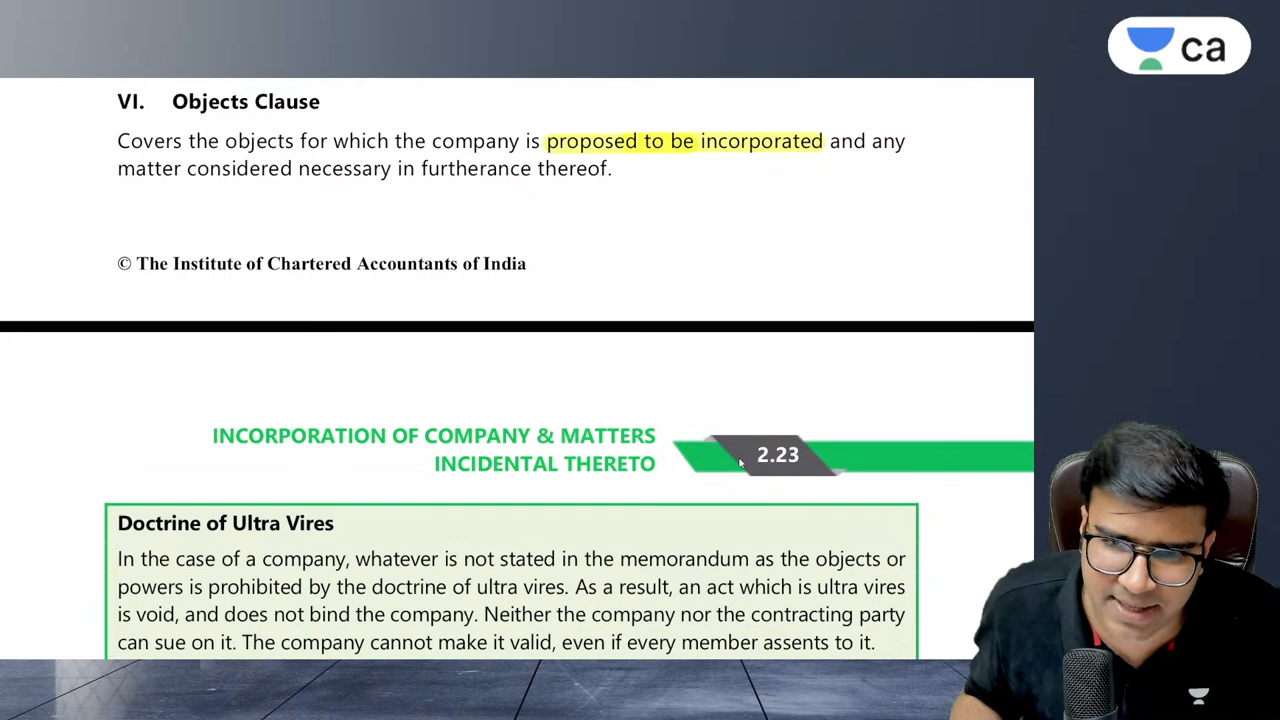 ca
VI. Objects Clause
Covers the objects for which the company is proposed to be incorporated and any
matter considered necessary in furtherance thereof.
© The Institute of Chartered Accountants of India
INCORPORATION OF COMPANY & MATTERS
INCIDENTAL THERETO
2.23
Doctrine of Ultra Vires
In the case of a company, whatever is not stated in the memorandum as the objects or
powers is prohibited by the doctrine of ultra vires. As a result, an act which is ultra vires
is void, and does not bind the company. Neither the company nor the contracting party
can sue on it. The company cannot make it valid, even if every member assents to it.